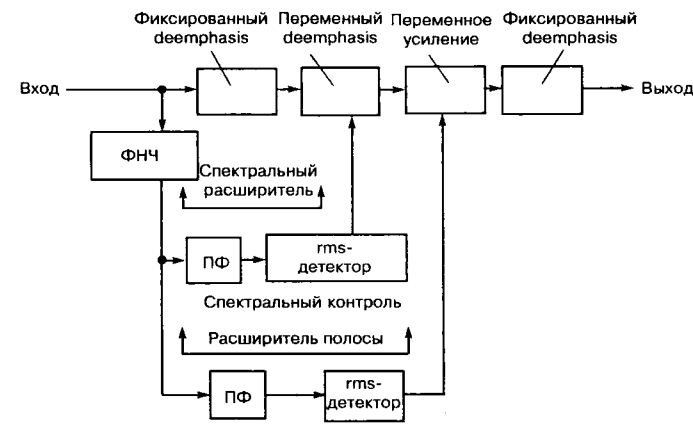 Фиксированный
deemphasis
Переменный
deemphasis
Переменное
усиление
Фиксированный
deemphasis
Вход
Выход
ФНЧ
Спектральный
расширитель
ПФ
rms-
детектор
Спектральный контроль
Расширитель полосы
ПФ
rms-
детектор